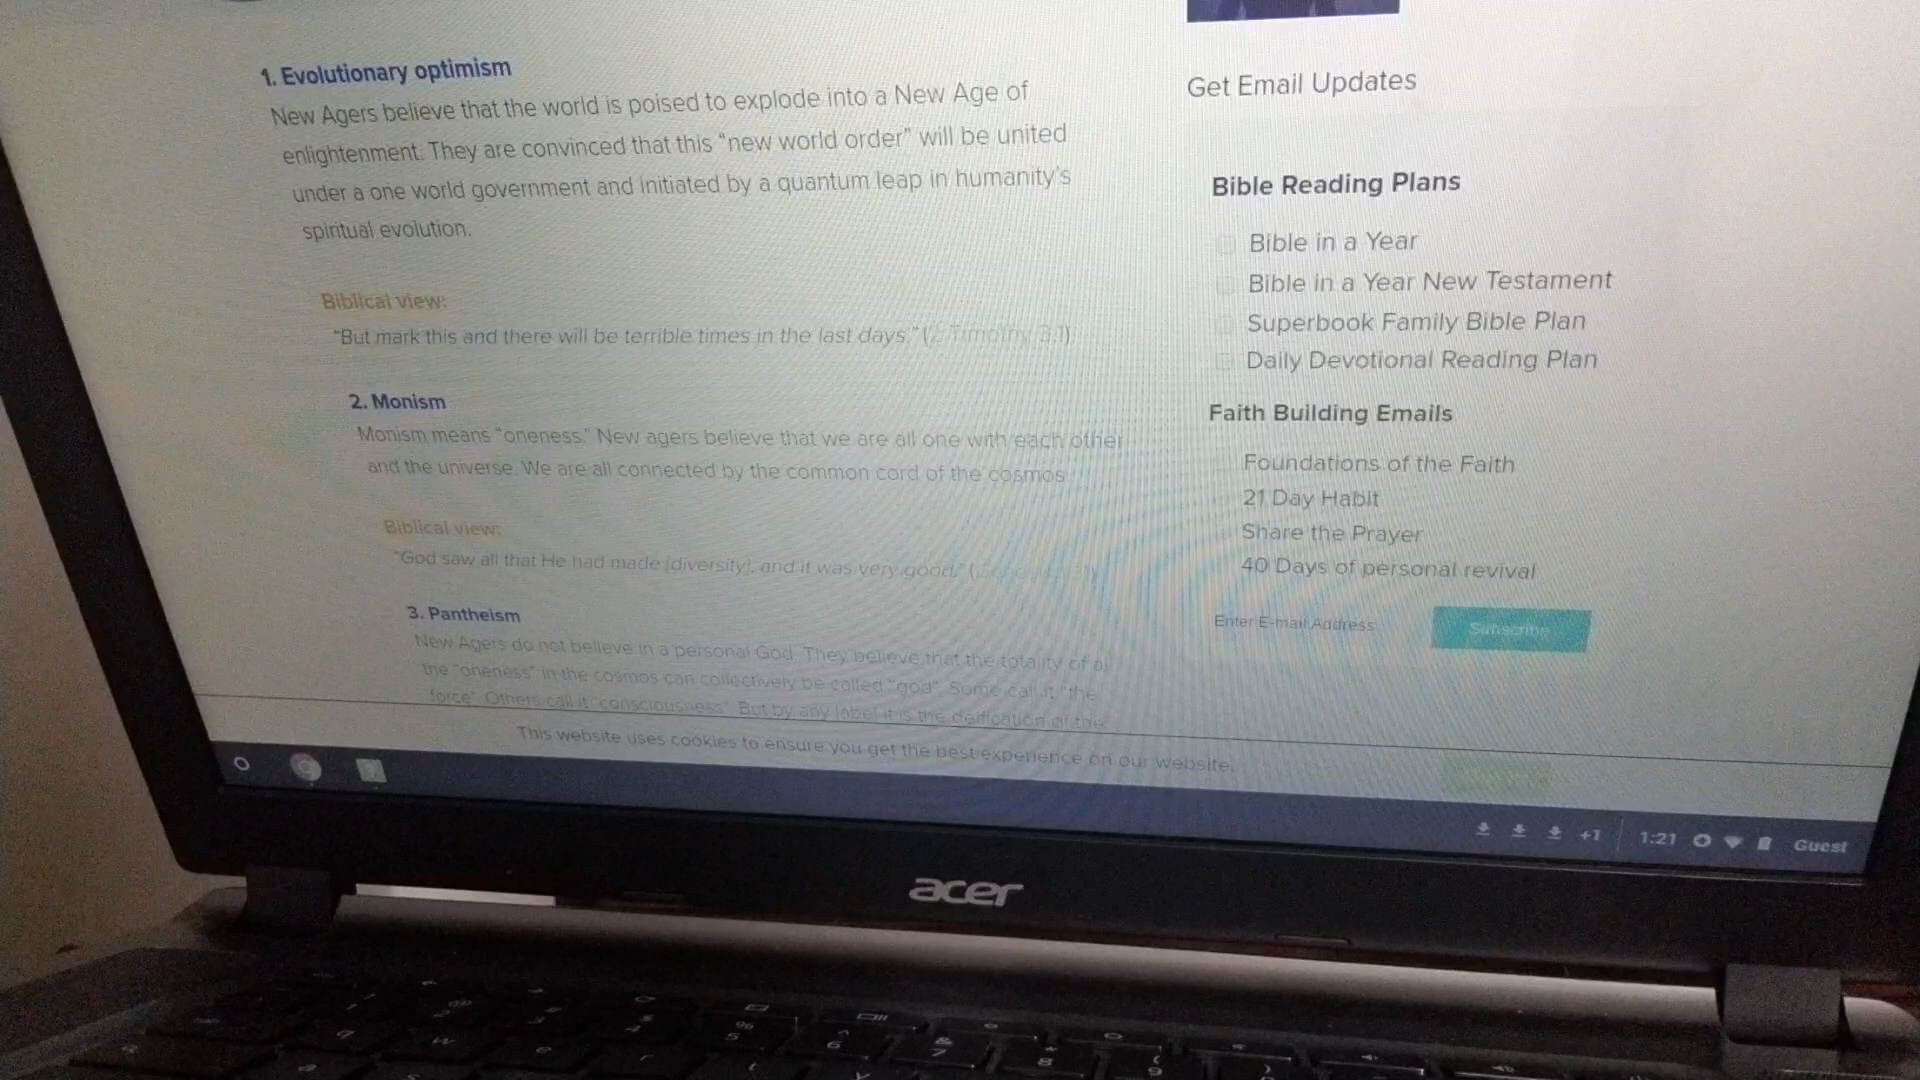 1. Evolutionary optimism
New Agers believe that the world is poised to explode into a New Age of
enlightenment. They are convinced that this "new world order" will be united
under a one world government and initiated by a quantum leap in humanity's
spiritual evolution.
Biblical view:
"But mark this and there will be terrible times in the last days." (2 Timothy 3:1)
2. Monism
Monism means "oneness." New agers believe that we are all one with each other
and the universe. We are all connected by the common cord of the cosmos
Biblical view:
"God saw all that He had made [diversity], and it was very good." (
3. Pantheism
New Agers do not believe in a personal God. They believe that the totality of all
the "oneness" in the cosmos can collectively be called "god". Some call it "the
force". Others call it "consciousness". But by any label it is the deification of the
This website uses cookies to ensure you get the best experience on our website.
Get Email Updates
Bible Reading Plans
Bible in a Year
Bible in a Year New Testament
Superbook Family Bible Plan
Daily Devotional Reading Plan
Faith Building Emails
Foundations of the Faith
21 Day Habit
Share the Prayer
40 Days of personal revival
Enter E-mail Address
Subscribe
+1
1:21
Guest
acer